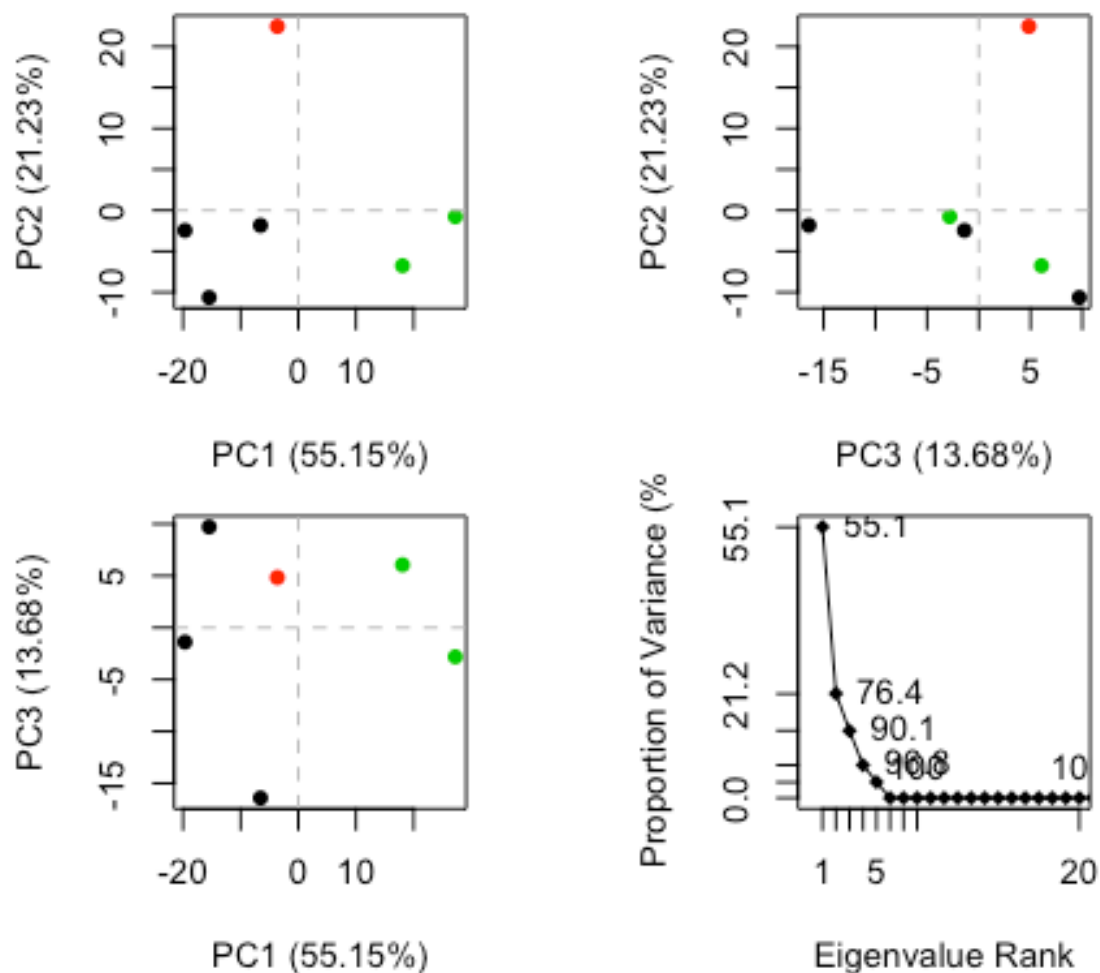 PC2 (21.23%)
20
10
0
-10
-20 0 10
PC1 (55.15%)
PC2 (21.23%)
20
10
0
-10
-15 -5 5
PC3 (13.68%)
PC3 (13.68%)
5
-5
-15
-20 0 10
PC1 (55.15%)
Proportion of Variance (%
55.1
21.2
0.0
55.1
76.4
90.1
96.8
100
10
1 5 20
Eigenvalue Rank